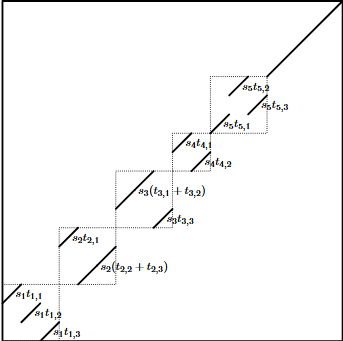 s₅t₅,₂
s₅t₅,₃
s₅t₅,₁
s₄t₄,₁
s₄t₄,₂
s₃(t₃,₁ + t₃,₂)
s₃t₃,₃
s₂t₂,₁
s₂(t₂,₂ + t₂,₃)
s₁t₁,₁
s₁t₁,₂
s₁t₁,₃